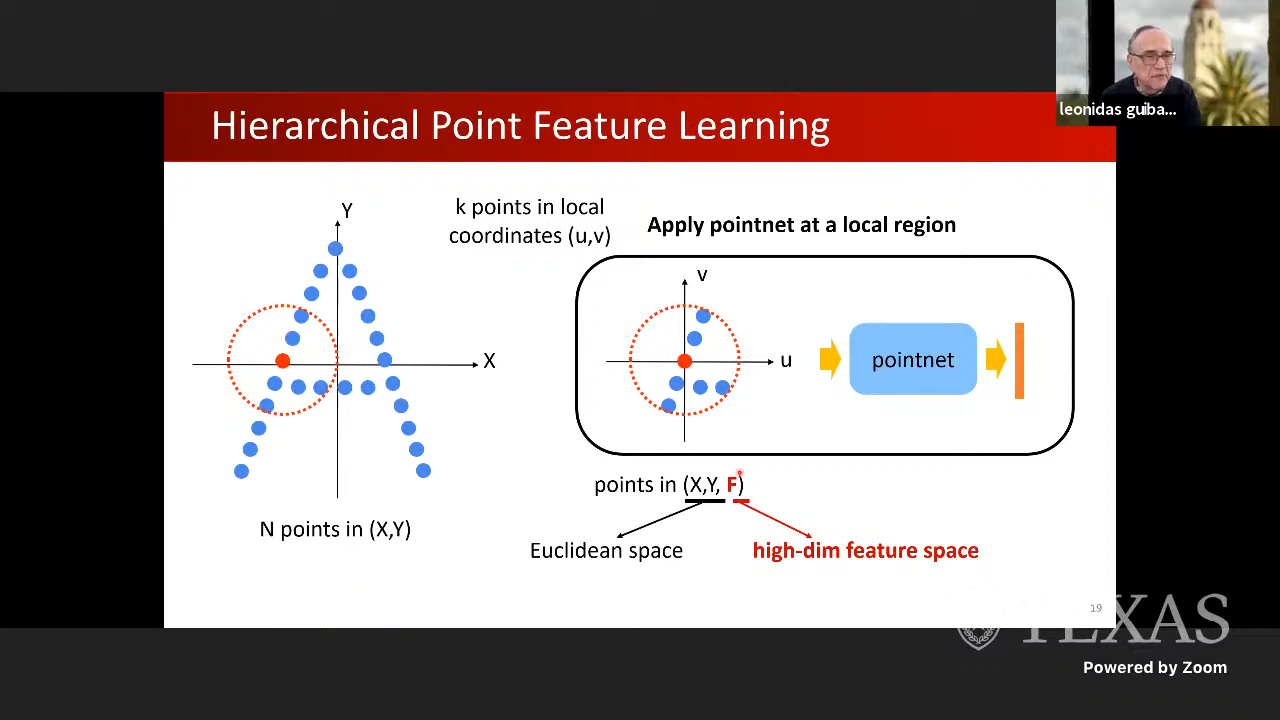 leonidas guiba...
Hierarchical Point Feature Learning
Y
X
N points in (X,Y)
k points in local
coordinates (u,v)
Apply pointnet at a local region
v
u
pointnet
points in (X,Y, F)
Euclidean space
high-dim feature space
19
TEXAS
Powered by Zoom